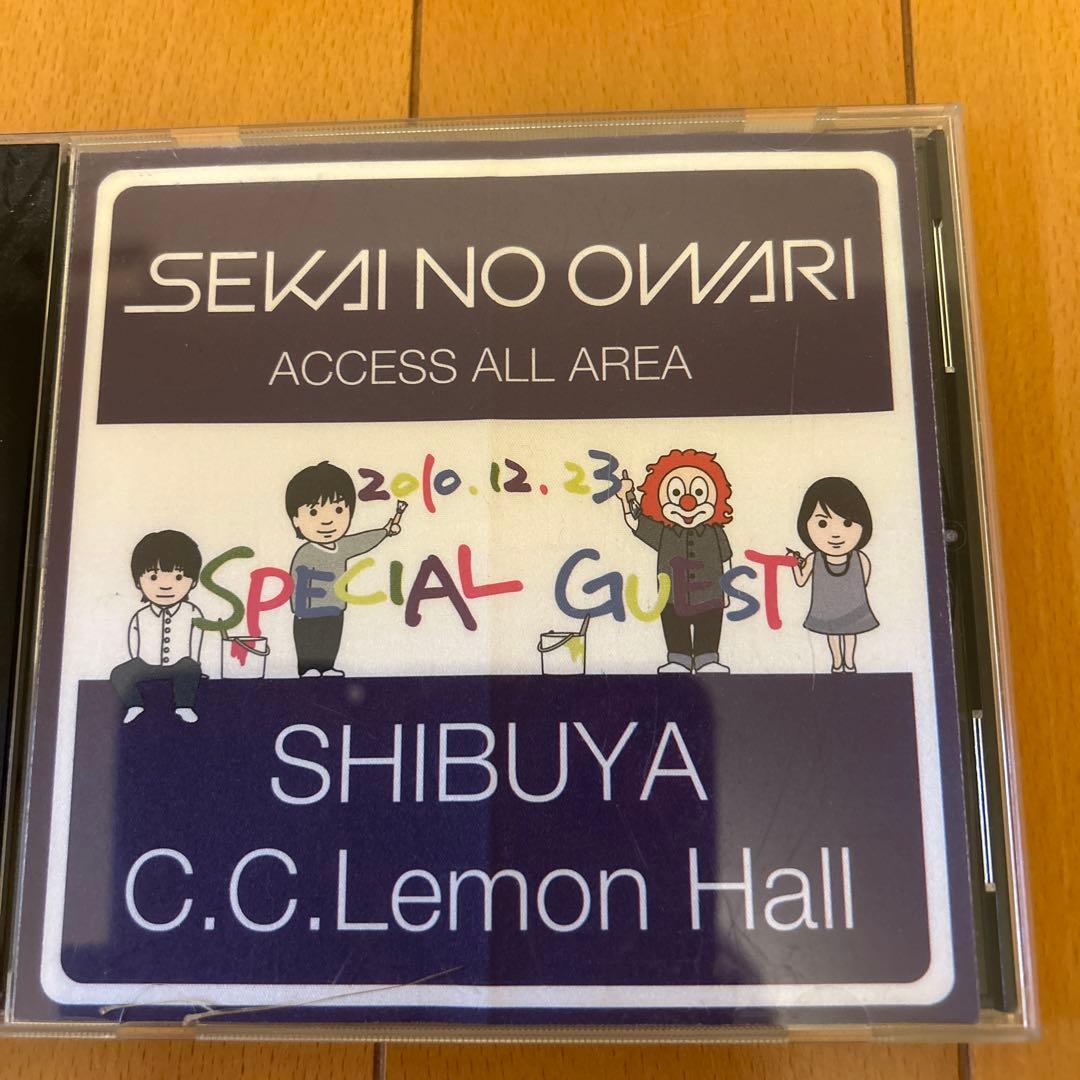 SEKAI NO OWARI
ACCESS ALL AREA
2010.12.23
SPECIAL GUEST
SHIBUYA
C.C.Lemon Hall